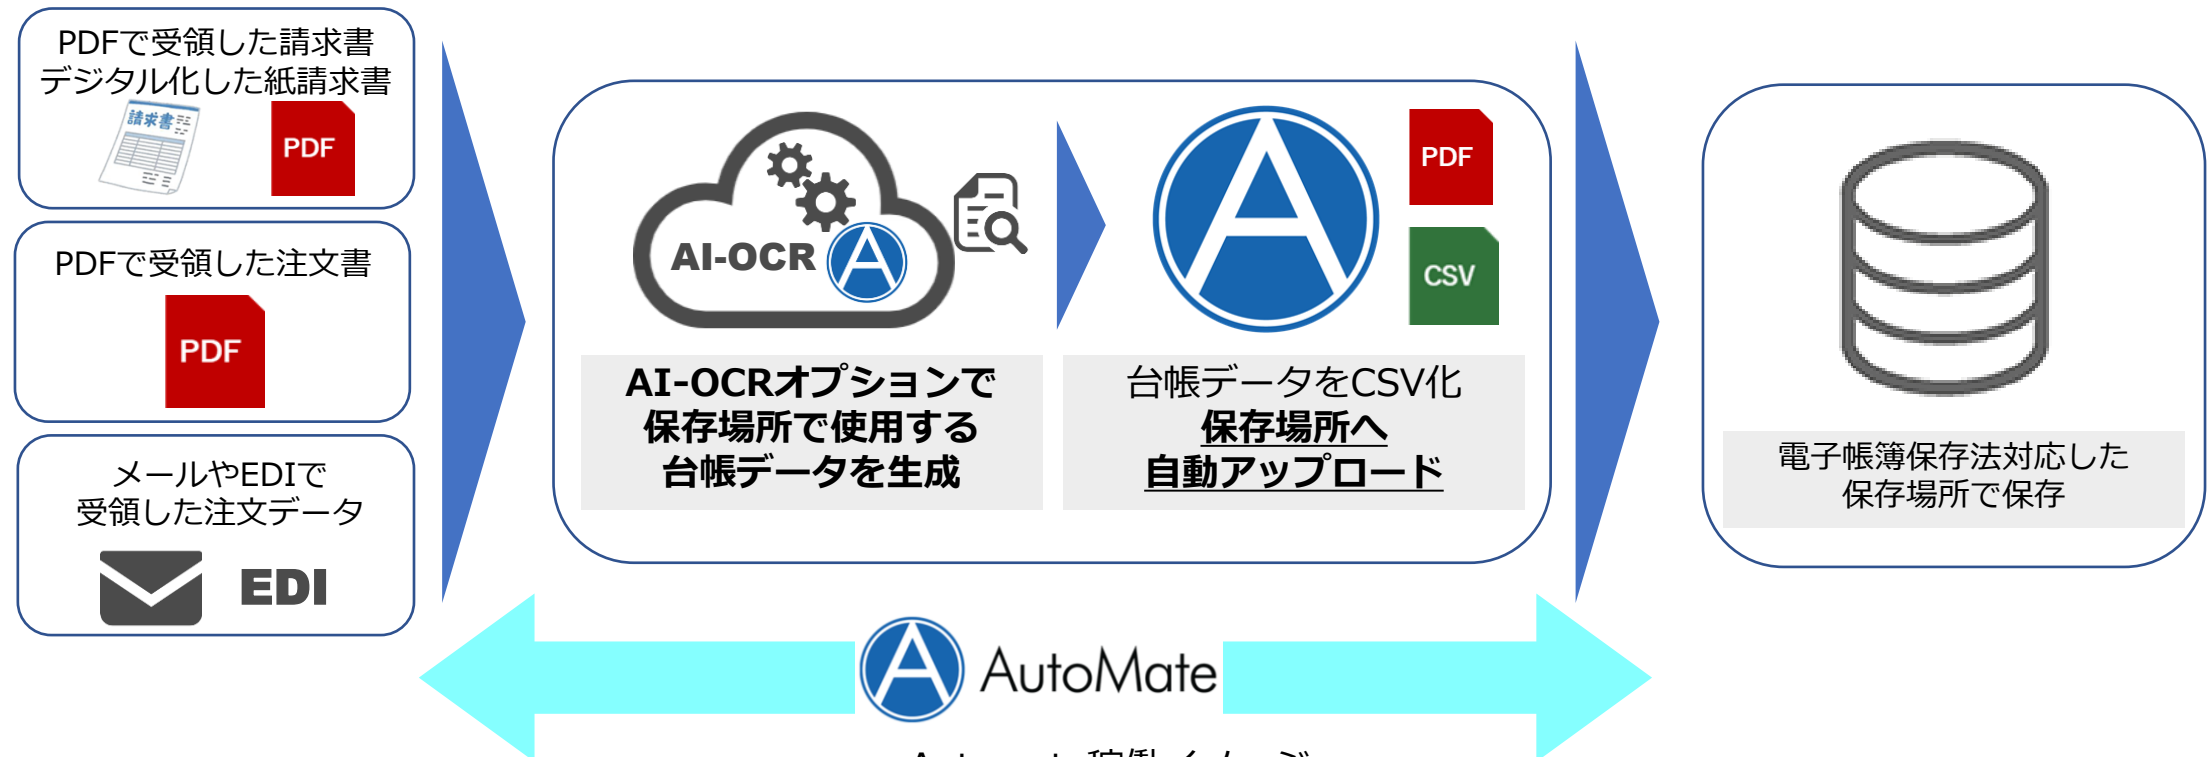 PDFで受領した請求書
デジタル化した紙請求書
請求書
PDF
PDFで受領した注文書
PDF
メールやEDIで
受領した注文データ
EDI
AI-OCR
AI-OCRオプションで
保存場所で使用する
台帳データを生成
PDF
CSV
台帳データをCSV化
保存場所へ
自動アップロード
電子帳簿保存法対応した
保存場所で保存
AutoMate